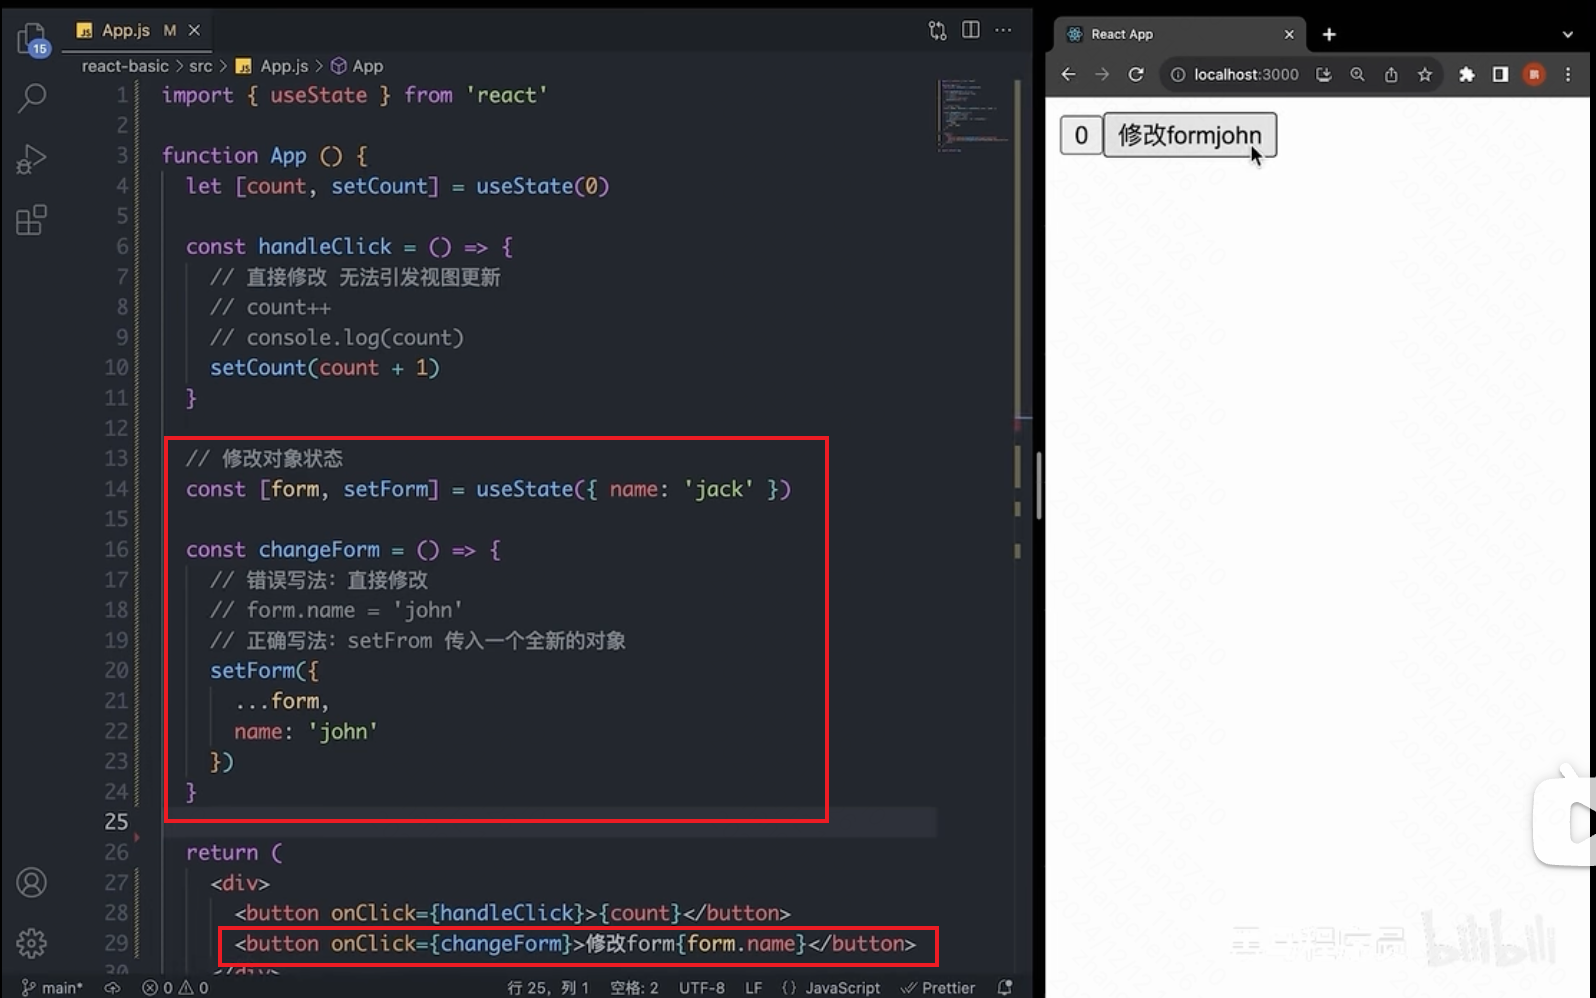 App.js M
react-basic > src > App.js > App
15
1 import { useState } from 'react'
2
3 function App () {
4 let [count, setCount] = useState(0)
5
6 const handleClick = () => {
7 // 直接修改 无法引发视图更新
8 // count++
9 // console.log(count)
10 setCount(count + 1)
11 }
12
13 // 修改对象状态
14 const [form, setForm] = useState({ name: 'jack' })
15
16 const changeForm = () => {
17 // 错误写法：直接修改
18 // form.name = 'john'
19 // 正确写法：setFrom 传入一个全新的对象
20 setForm({
21 ...form,
22 name: 'john'
23 })
24 }
25
26 return (
27 <div>
28 <button onClick={handleClick}>{count}</button>
29 <button onClick={changeForm}>修改form{form.name}</button>
30 </div>
main* 0 0 行 25，列 1 空格: 2 UTF-8 LF {} JavaScript Prettier
React App
localhost:3000
0 修改formjohn
bilibili